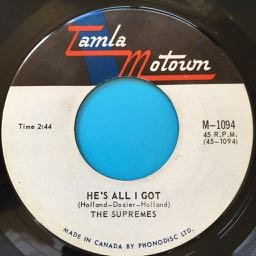 Tamla
Motown
Time 2:44
M-1094
45 R.P.M.
(45-1094)
HE'S ALL I GOT
(Holland-Dozier-Holland)
THE SUPREMES
MADE IN CANADA BY PHONODISC LTD.